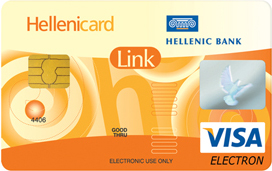 Hellenicard
HELLENIC BANK
Link
4406
GOOD
THRU
ELECTRONIC USE ONLY
VISA
ELECTRON